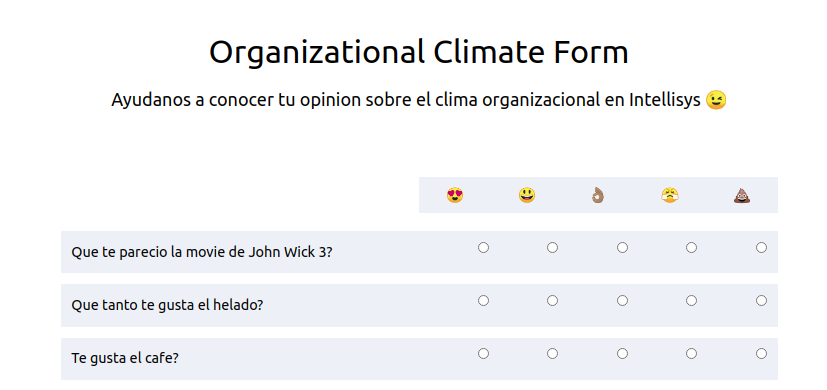 Organizational Climate Form
Ayudanos a conocer tu opinion sobre el clima organizacional en Intellisys 😉
😍 😃 👌🏽 😤 💩
Que te parecio la movie de John Wick 3?
Que tanto te gusta el helado?
Te gusta el cafe?